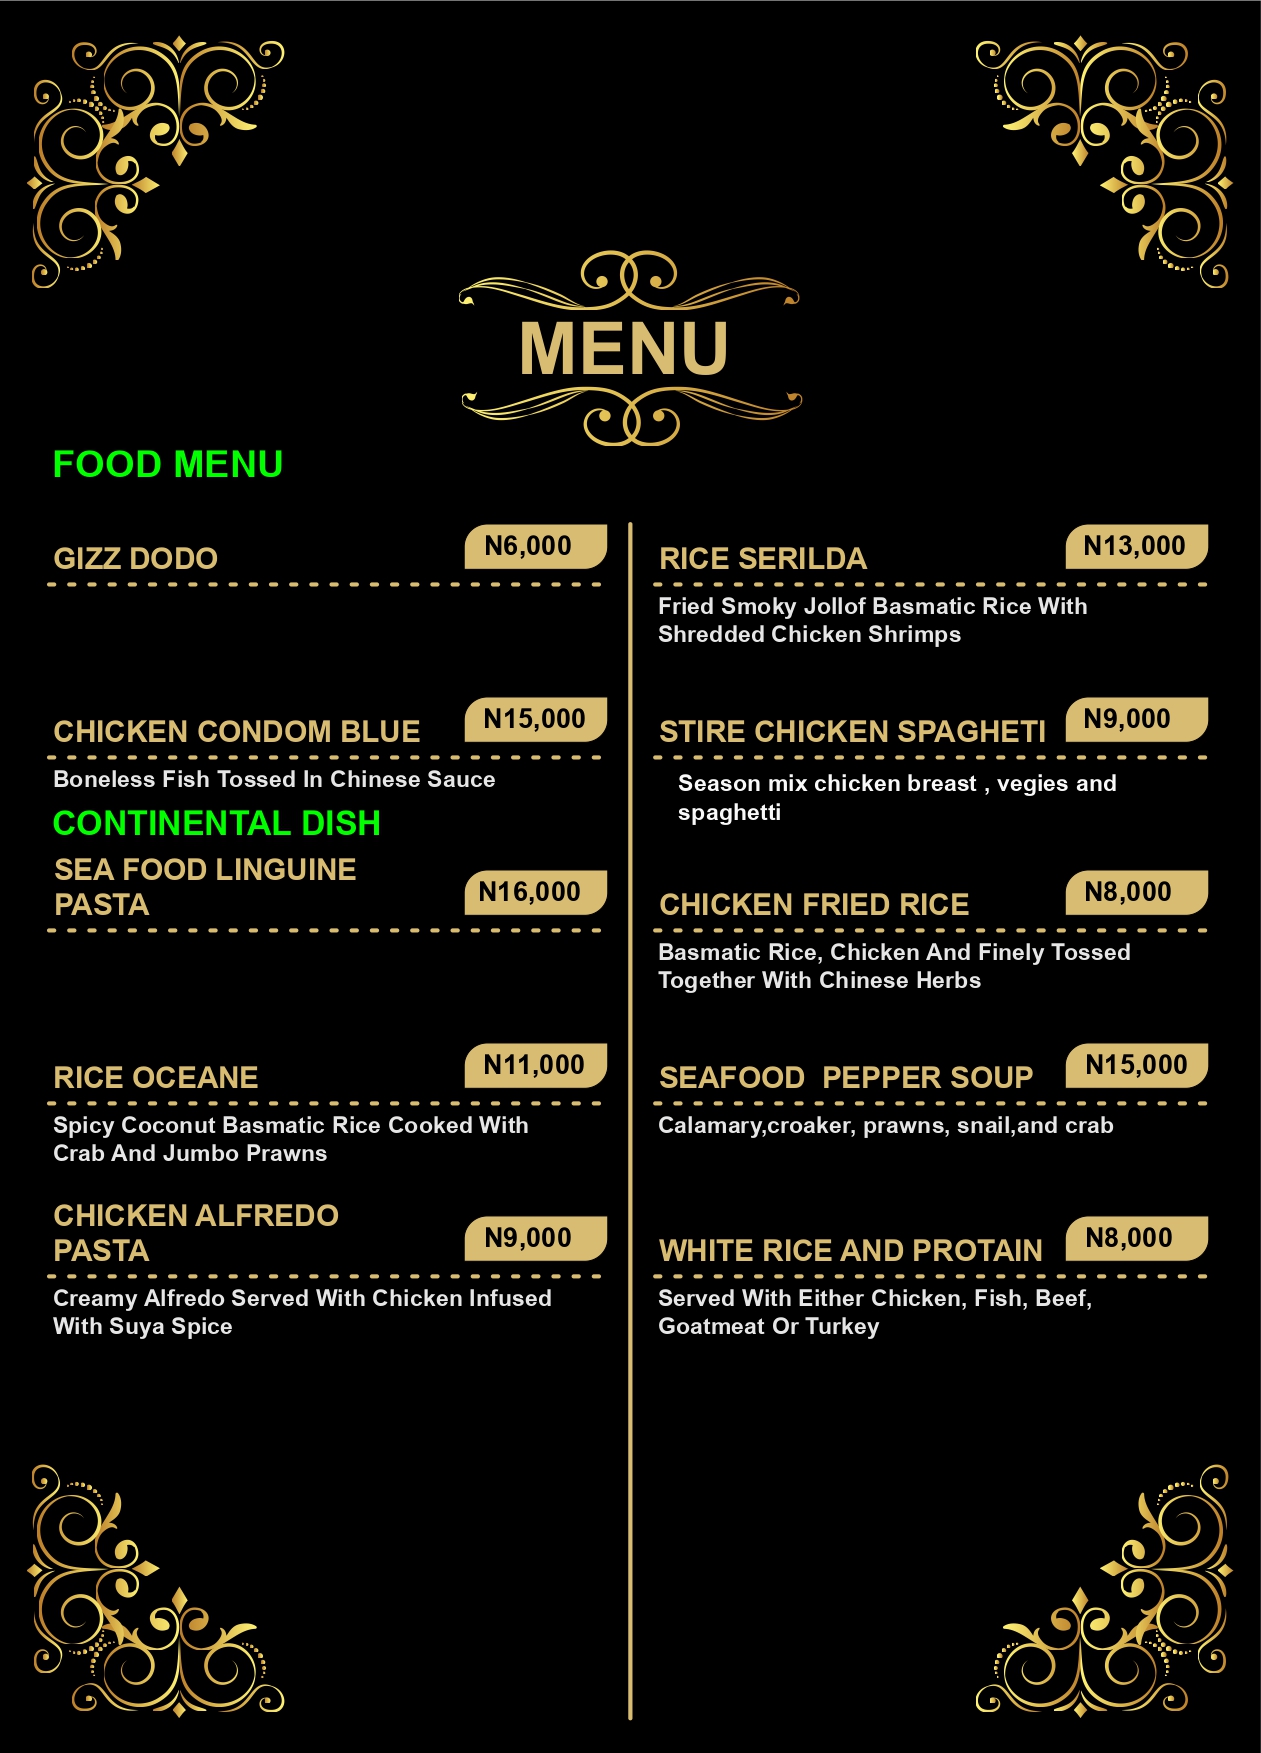 MENU
FOOD MENU
GIZZ DODO
N6,000
CHICKEN CONDOM BLUE
N15,000
Boneless Fish Tossed In Chinese Sauce
CONTINENTAL DISH
SEA FOOD LINGUINE
PASTA
N16,000
RICE OCEANE
N11,000
Spicy Coconut Basmatic Rice Cooked With
Crab And Jumbo Prawns
CHICKEN ALFREDO
PASTA
N9,000
Creamy Alfredo Served With Chicken Infused
With Suya Spice
RICE SERILDA
N13,000
Fried Smoky Jollof Basmatic Rice With
Shredded Chicken Shrimps
STIRE CHICKEN SPAGHETI
N9,000
Season mix chicken breast , vegies and
spaghetti
CHICKEN FRIED RICE
N8,000
Basmatic Rice, Chicken And Finely Tossed
Together With Chinese Herbs
SEAFOOD  PEPPER SOUP
N15,000
Calamary,croaker, prawns, snail,and crab
WHITE RICE AND PROTAIN
N8,000
Served With Either Chicken, Fish, Beef,
Goatmeat Or Turkey